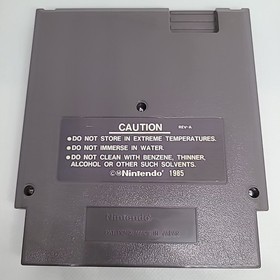 CAUTION REV-A
●DO NOT STORE IN EXTREME TEMPERATURES.
●DO NOT IMMERSE IN WATER.
●DO NOT CLEAN WITH BENZENE, THINNER,
ALCOHOL OR OTHER SUCH SOLVENTS.
©Ⓜ Nintendo® 1985
Nintendo